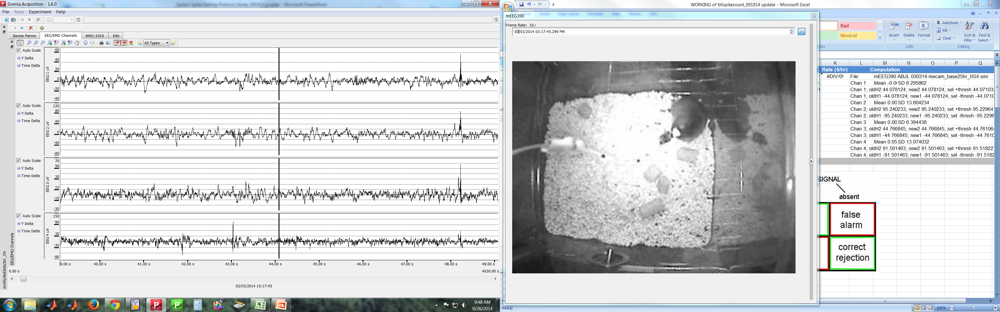 Sirenia Acquisition - 1.6.0
File Tools Experiment Help
Device Parms EEG/EMG Channels 8401:1015 Info
All Types
Auto Scale
Y Delta
Time Delta
EEG 1 uV
60
40
20
0
-20
-40
Auto Scale
Y Delta
Time Delta
EEG 2 uV
120
80
40
0
-40
-80
Auto Scale
Y Delta
Time Delta
EEG 3 uV
70
50
30
10
-10
-30
Auto Scale
Y Delta
Time Delta
EEG 4 uV
150
90
30
-30
-90
EEG/EMG Channels
evalSpikeDetector_1hr
9.00 s 40.00 s 41.00 s 42.00 s 43.00 s 44.00 s 45.00 s 46.00 s 47.00 s 48.00 s 49.00 s
0.00 s 4030.00 s
03/03/2014 15:17:45
9:48 AM
9/26/2014
WORKING of KKspikecount_091914 update - Microsoft Excel
mEEG390
Frame Rate: 10.
03/03/2014 03:17:45.299 PM
Bad
Neutral
Insert Delete Format
Cells
AutoSum
Fill
Clear
Sort & Filter
Find & Select
Editing
K L M N O P Q
Rate (S/hr) Computation
#DIV/0! File: mEEG390 ABJL 030314 mecam_base25hr_IIS4.smr
Chan 1 Mean -0.0 SD 6.295862
Chan 1; oldH2 44.078124; new2 44.078124; set +thresh 44.07103
Chan 1; oldH1 -44.078124; new1 -44.078124; set -thresh -44.0710
Chan 2 Mean 0.00 SD 13.604234
Chan 2; oldH2 95.240233; new2 95.240233; set +thresh 95.22964
Chan 2; oldH1 -95.240233; new1 -95.240233; set -thresh -95.2296
Chan 3 Mean 0.00 SD 6.394438
Chan 3; oldH2 44.766845; new2 44.766845; set +thresh 44.76106
Chan 3; oldH1 -44.766845; new1 -44.766845; set -thresh -44.7610
Chan 4 Mean 0.05 SD 13.074032
Chan 4; oldH2 91.501463; new2 91.501463; set +thresh 91.51822
Chan 4; oldH1 -91.501463; new1 -91.501463; set -thresh -91.5182
SIGNAL
absent
false
alarm
correct
rejection
Ready
100%